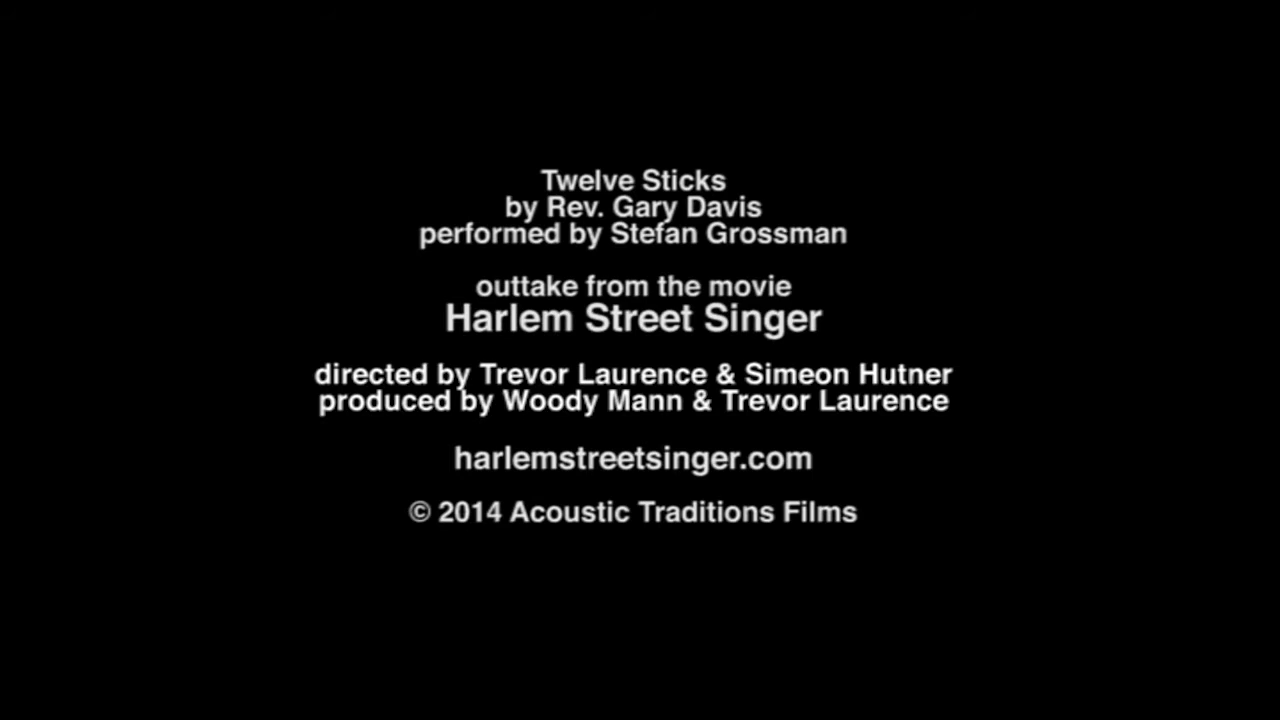 Twelve Sticks
by Rev. Gary Davis
performed by Stefan Grossman
outtake from the movie
Harlem Street Singer
directed by Trevor Laurence & Simeon Hutner
produced by Woody Mann & Trevor Laurence
harlemstreetsinger.com
© 2014 Acoustic Traditions Films